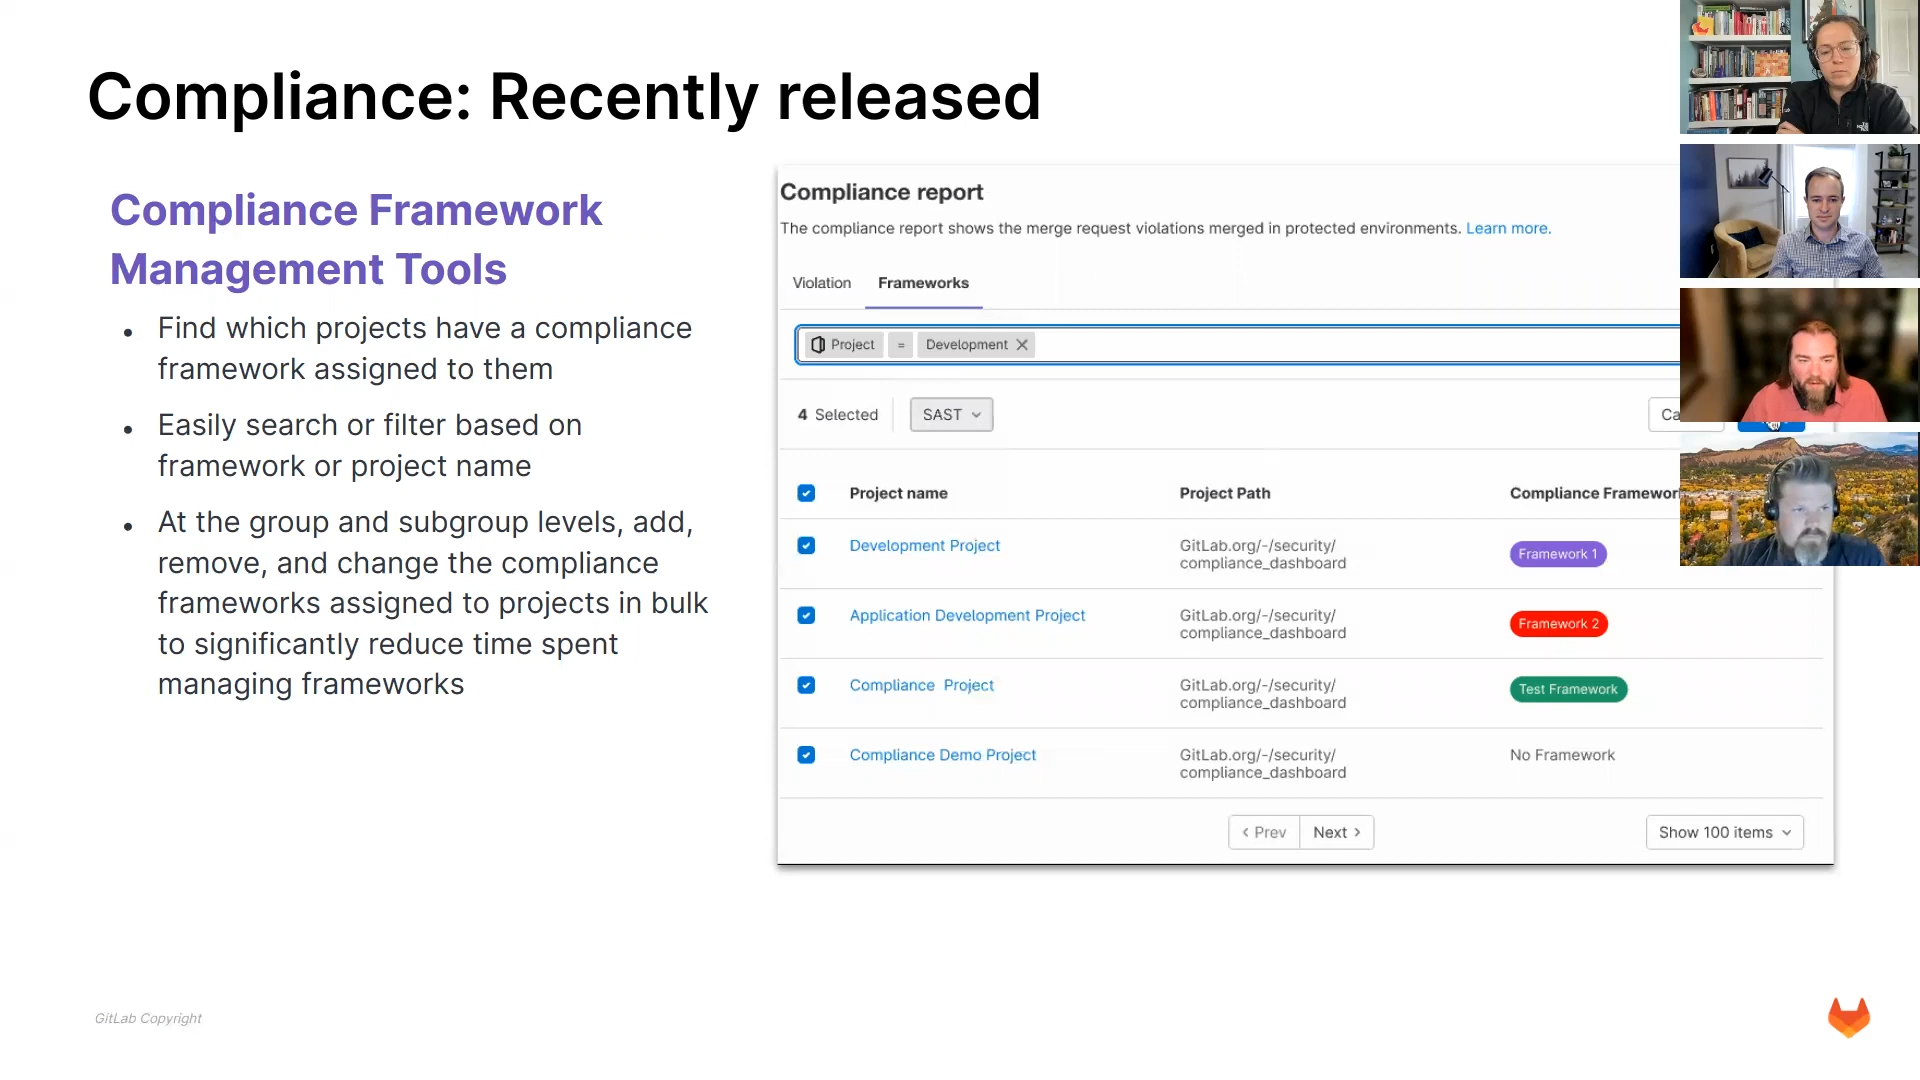 Compliance: Recently released
Compliance Framework
Management Tools
• Find which projects have a compliance
framework assigned to them
• Easily search or filter based on
framework or project name
• At the group and subgroup levels, add,
remove, and change the compliance
frameworks assigned to projects in bulk
to significantly reduce time spent
managing frameworks
Compliance report
The compliance report shows the merge request violations merged in protected environments. Learn more.
Violation Frameworks
Project = Development
4 Selected SAST
Project name Project Path Compliance
Development Project GitLab.org/-/security/
compliance_dashboard Framework 1
Application Development Project GitLab.org/-/security/
compliance_dashboard Framework 2
Compliance Project GitLab.org/-/security/
compliance_dashboard Test Framework
Compliance Demo Project GitLab.org/-/security/
compliance_dashboard No Framework
Prev Next Show 100 items
GitLab Copyright